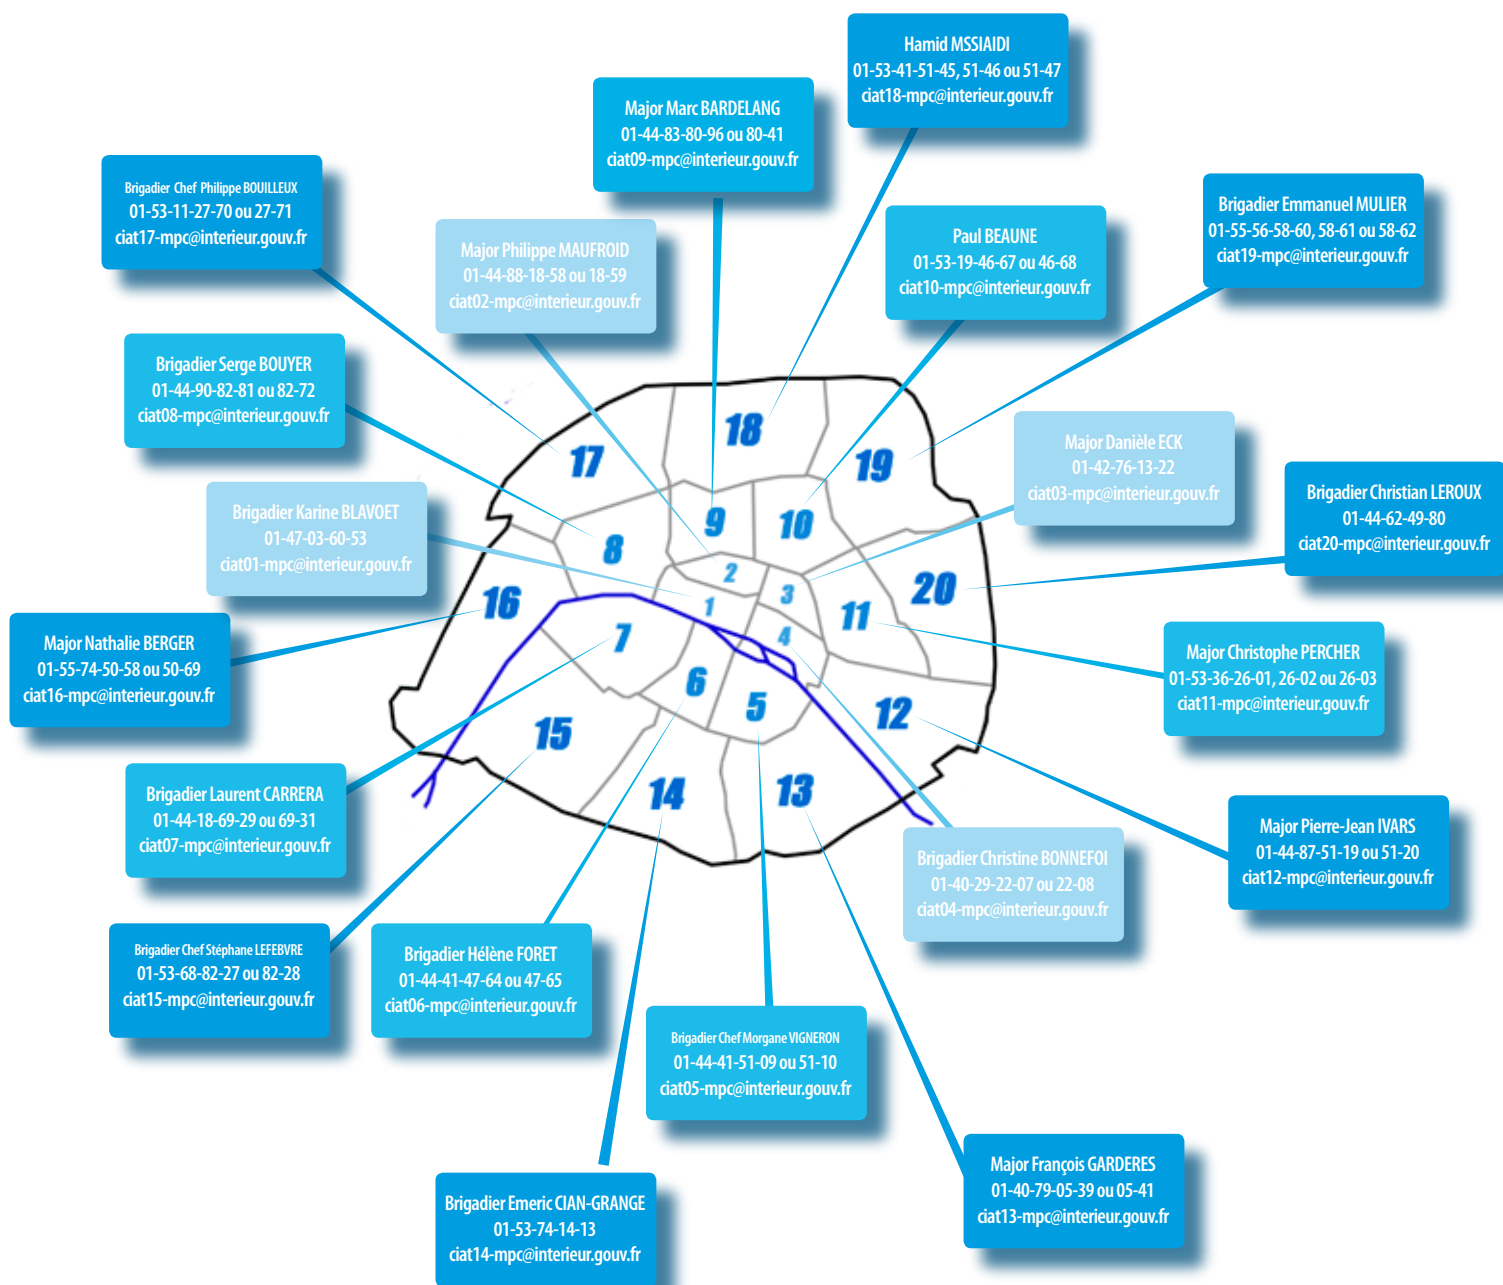 Hamid MSSIAIDI
01-53-41-51-45, 51-46 ou 51-47
ciat18-mpc@interieur.gouv.fr
Major Marc BARDELANG
01-44-83-80-96 ou 80-41
ciat09-mpc@interieur.gouv.fr
Brigadier Chef Philippe BOUILLEUX
01-53-11-27-70 ou 27-71
ciat17-mpc@interieur.gouv.fr
Brigadier Emmanuel MULIER
01-55-56-58-60, 58-61 ou 58-62
ciat19-mpc@interieur.gouv.fr
Major Philippe MAUFROID
01-44-88-18-58 ou 18-59
ciat02-mpc@interieur.gouv.fr
Paul BEAUNE
01-53-19-46-67 ou 46-68
ciat10-mpc@interieur.gouv.fr
Brigadier Serge BOUYER
01-44-90-82-81 ou 82-72
ciat08-mpc@interieur.gouv.fr
Major Danièle ECK
01-42-76-13-22
ciat03-mpc@interieur.gouv.fr
Brigadier Christian LEROUX
01-44-62-49-80
ciat20-mpc@interieur.gouv.fr
Brigadier Karine BLAVOET
01-47-03-60-53
ciat01-mpc@interieur.gouv.fr
18
17
19
9
10
8
2
3
20
16
1
11
7
4
6
5
12
15
14
13
Major Nathalie BERGER
01-55-74-50-58 ou 50-69
ciat16-mpc@interieur.gouv.fr
Major Christophe PERCHER
01-53-36-26-01, 26-02 ou 26-03
ciat11-mpc@interieur.gouv.fr
Brigadier Laurent CARRERA
01-44-18-69-29 ou 69-31
ciat07-mpc@interieur.gouv.fr
Major Pierre-Jean IVARS
01-44-87-51-19 ou 51-20
ciat12-mpc@interieur.gouv.fr
Brigadier Christine BONNEFOI
01-40-29-22-07 ou 22-08
ciat04-mpc@interieur.gouv.fr
Brigadier Chef Stéphane LEFEBVRE
01-53-68-82-27 ou 82-28
ciat15-mpc@interieur.gouv.fr
Brigadier Hélène FORET
01-44-41-47-64 ou 47-65
ciat06-mpc@interieur.gouv.fr
Brigadier Chef Morgane VIGNERON
01-44-41-51-09 ou 51-10
ciat05-mpc@interieur.gouv.fr
Major François GARDERES
01-40-79-05-39 ou 05-41
ciat13-mpc@interieur.gouv.fr
Brigadier Emeric CIAN-GRANGE
01-53-74-14-13
ciat14-mpc@interieur.gouv.fr